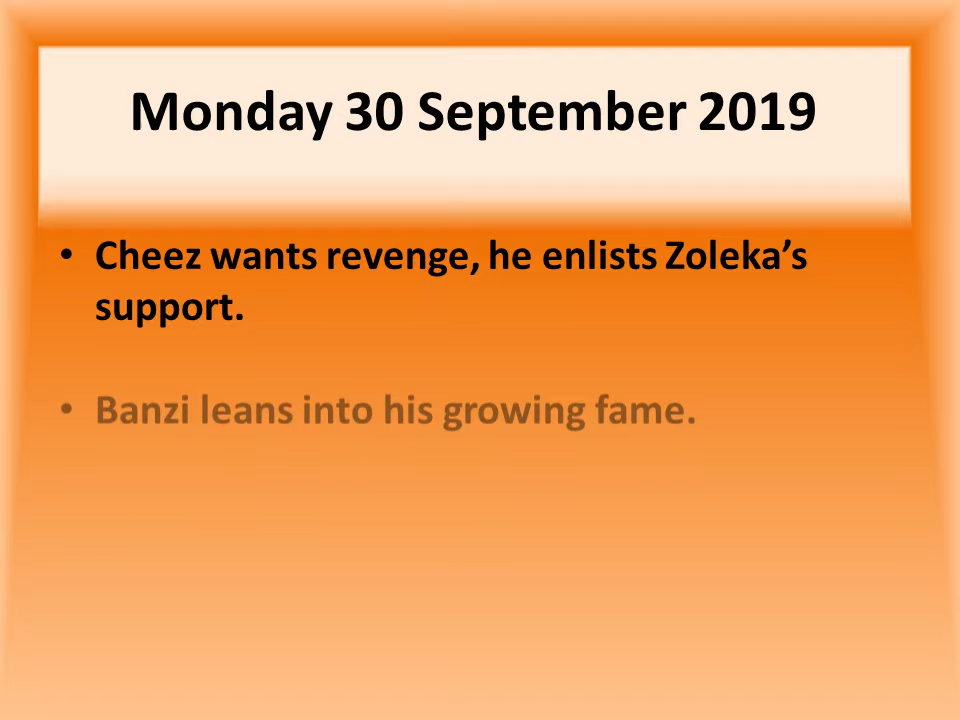 Monday 30 September 2019
• Cheez wants revenge, he enlists Zoleka’s
support.
• Banzi leans into his growing fame.